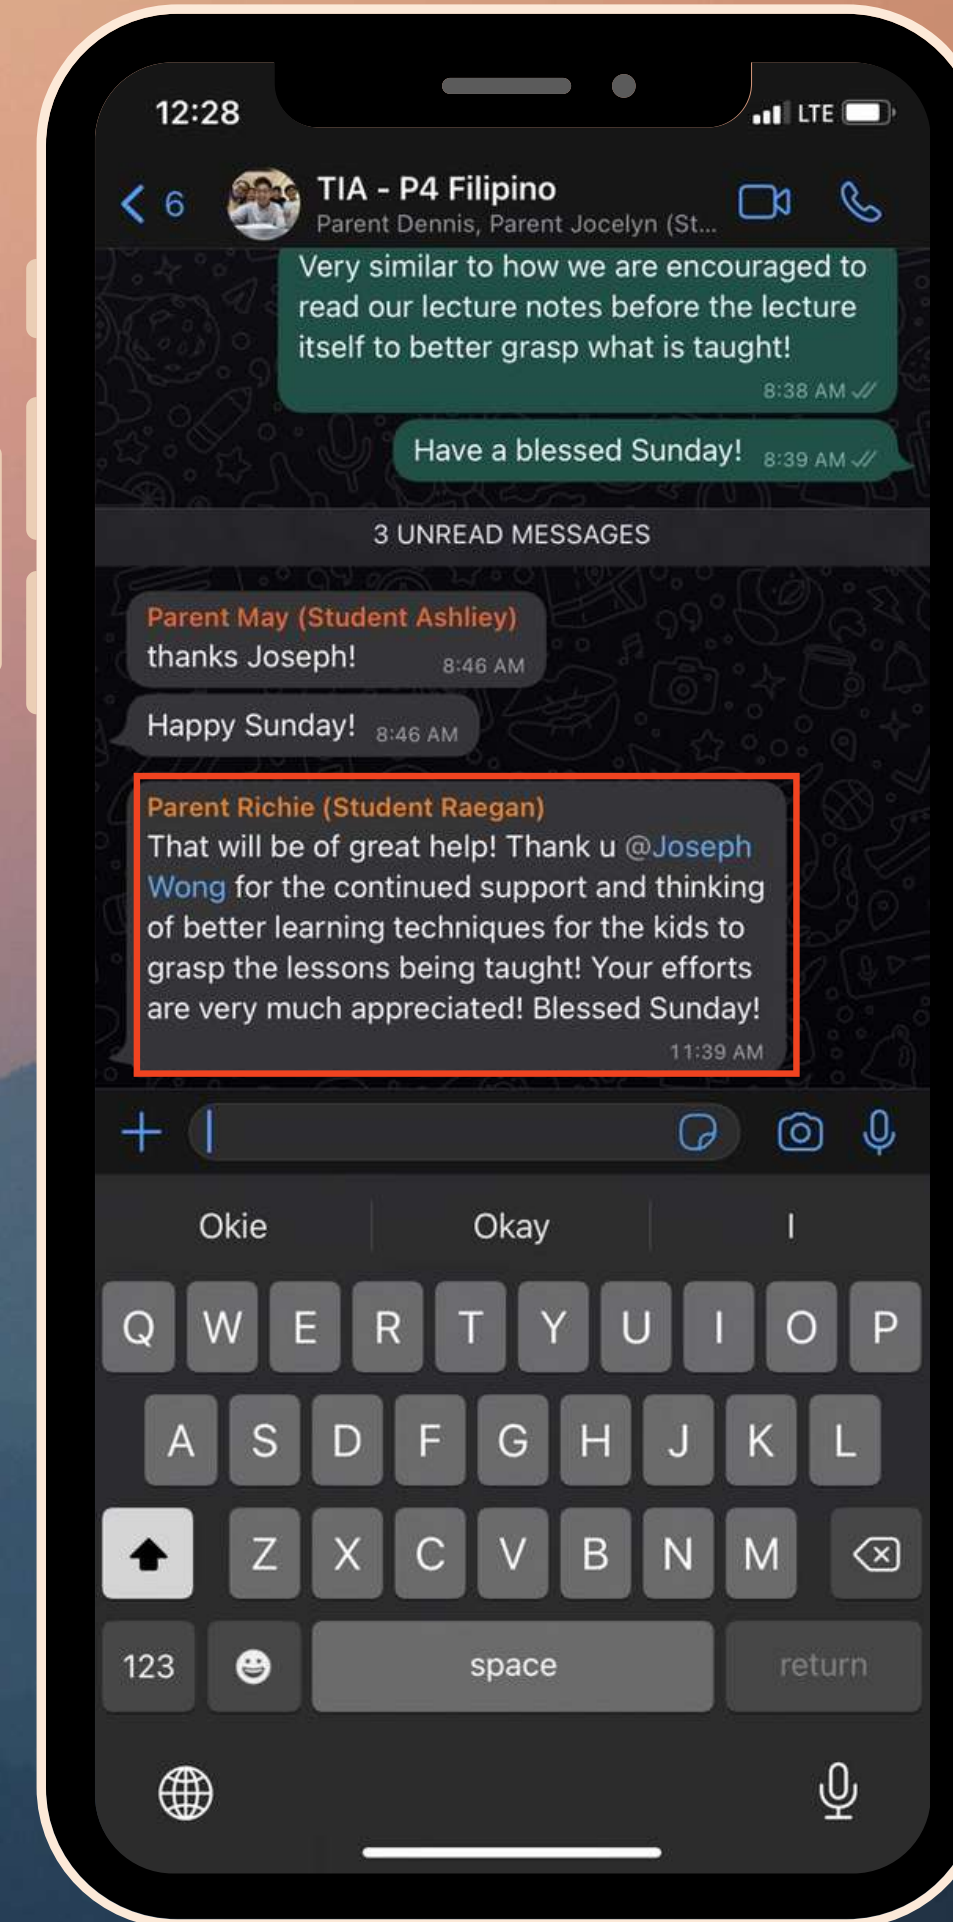 12:28
LTE
6
TIA - P4 Filipino
Parent Dennis, Parent Jocelyn (St...
Very similar to how we are encouraged to
read our lecture notes before the lecture
itself to better grasp what is taught!
8:38 AM
Have a blessed Sunday! 8:39 AM
3 UNREAD MESSAGES
Parent May (Student Ashliey)
thanks Joseph! 8:46 AM
Happy Sunday! 8:46 AM
Parent Richie (Student Raegan)
That will be of great help! Thank u @Joseph
Wong for the continued support and thinking
of better learning techniques for the kids to
grasp the lessons being taught! Your efforts
are very much appreciated! Blessed Sunday!
11:39 AM
Okie Okay I
Q W E R T Y U I O P
A S D F G H J K L
Z X C V B N M
123 space return